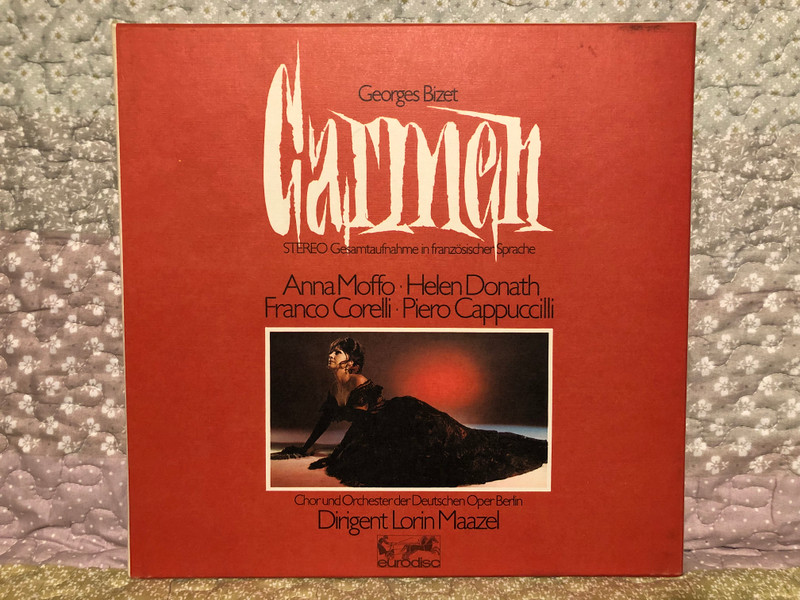 Georges Bizet
Carmen
STEREO Gesamtaufnahme in französischer Sprache
Anna Moffo · Helen Donath
Franco Corelli · Piero Cappuccilli
Chor und Orchester der Deutschen Oper Berlin
Dirigent Lorin Maazel
eurodisc